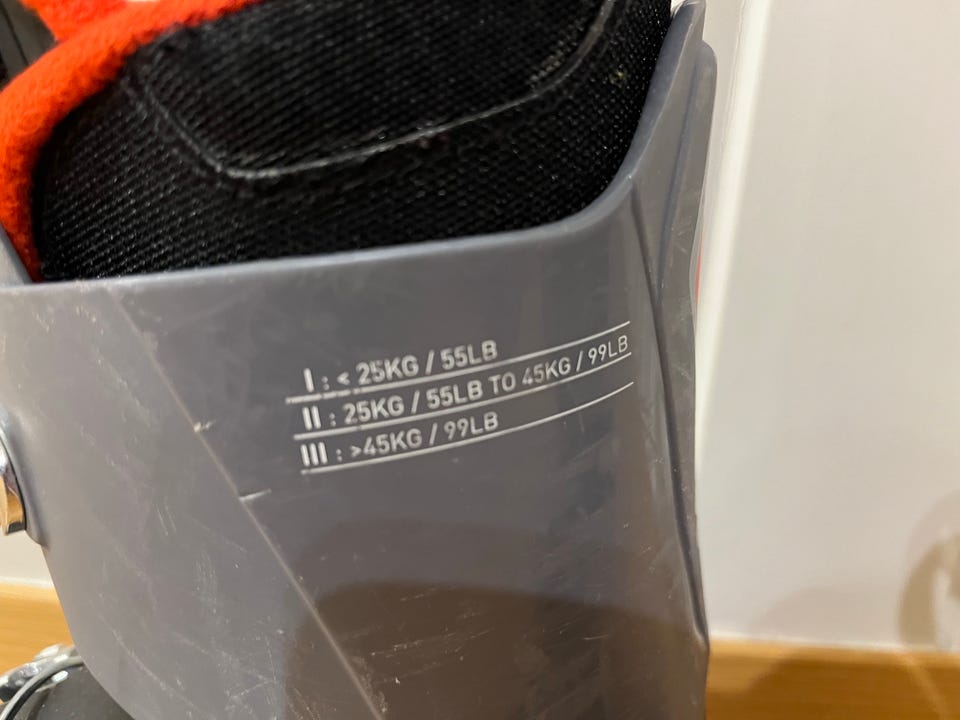 I : < 25KG / 55LB
II : 25KG / 55LB TO 45KG / 99LB
III : >45KG / 99LB